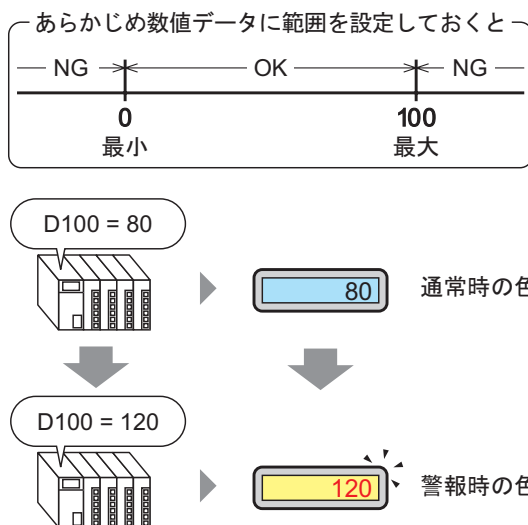 あらかじめ数値データに範囲を設定しておくと
NG OK NG
0 100
最小 最大
D100 = 80
80 通常時の色
D100 = 120
120 警報時の色